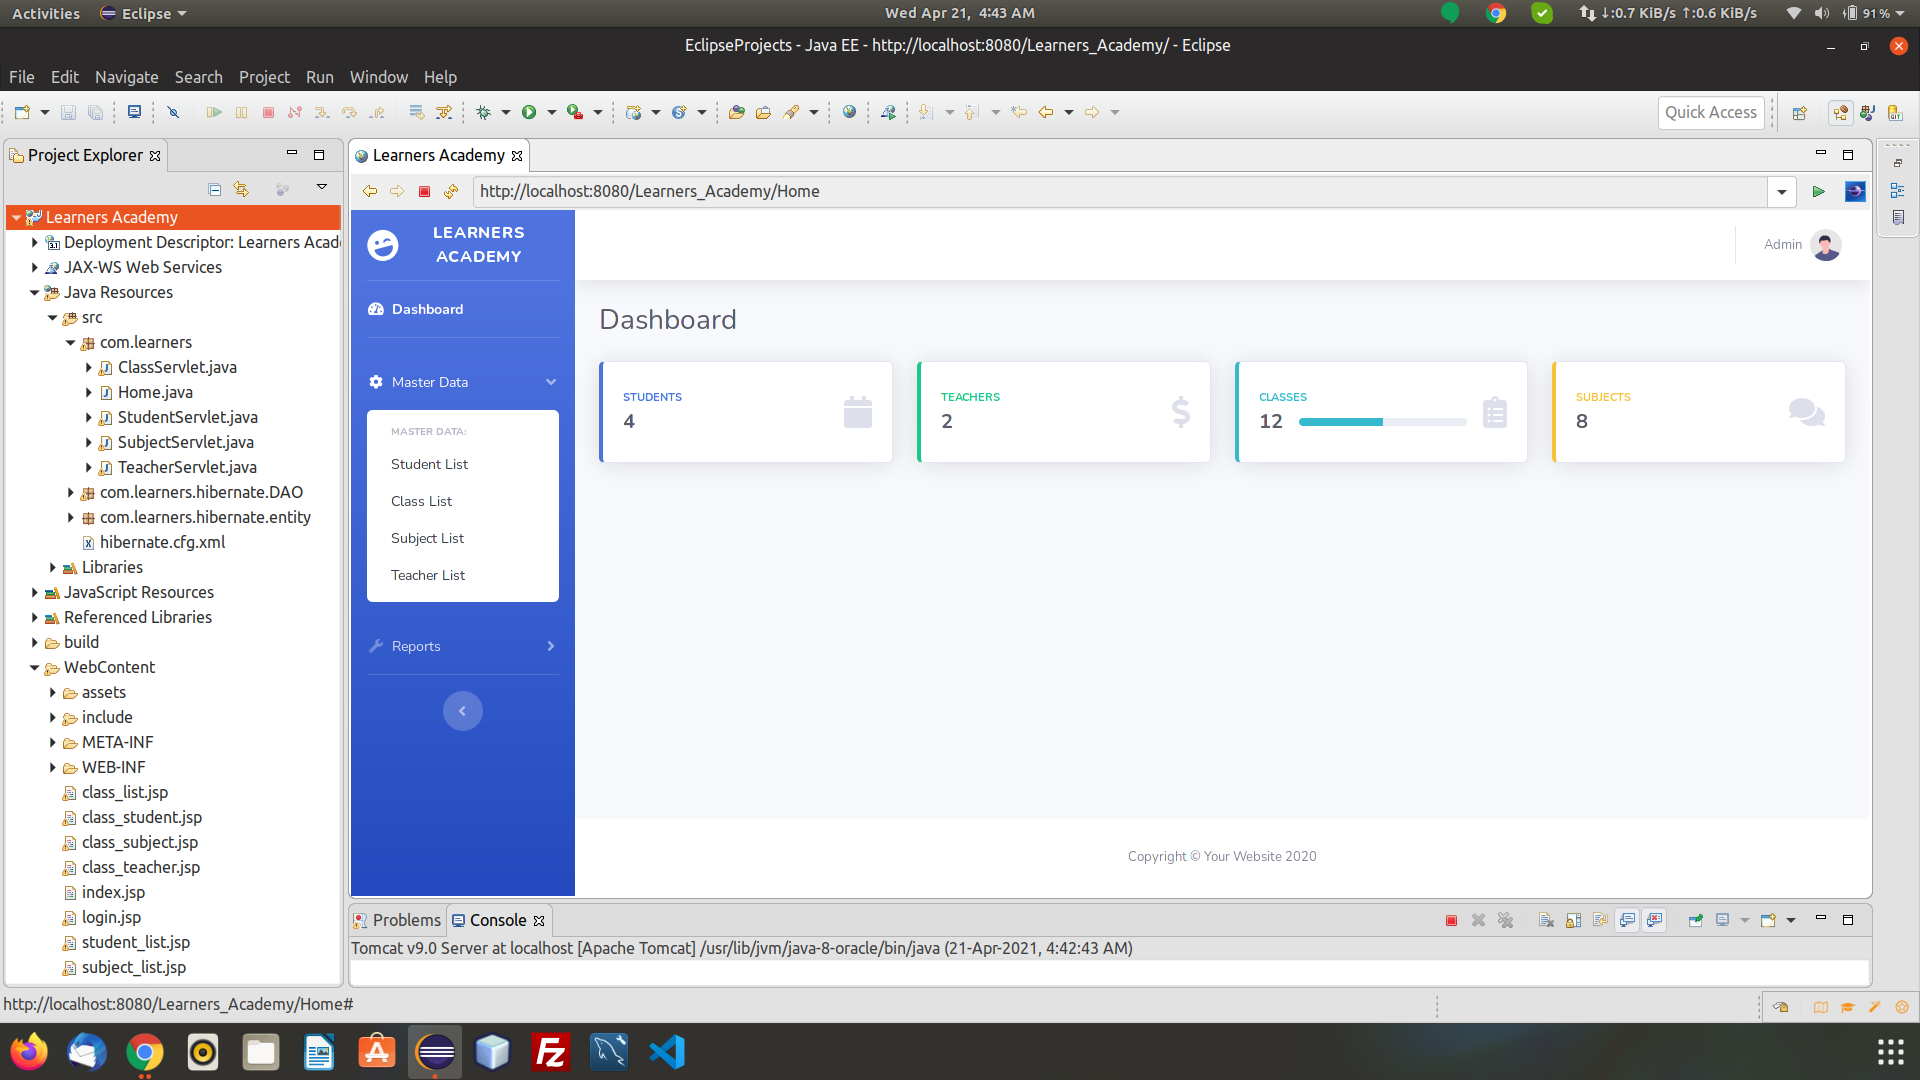 Activities
Eclipse
Wed Apr 21, 4:43 AM
↓:0.7 KiB/s ↑:0.6 KiB/s
91 %
EclipseProjects - Java EE - http://localhost:8080/Learners_Academy/ - Eclipse
File Edit Navigate Search Project Run Window Help
Quick Access
Project Explorer
Learners Academy
Deployment Descriptor: Learners Acad
JAX-WS Web Services
Java Resources
src
com.learners
ClassServlet.java
Home.java
StudentServlet.java
SubjectServlet.java
TeacherServlet.java
com.learners.hibernate.DAO
com.learners.hibernate.entity
hibernate.cfg.xml
Libraries
JavaScript Resources
Referenced Libraries
build
WebContent
assets
include
META-INF
WEB-INF
class_list.jsp
class_student.jsp
class_subject.jsp
class_teacher.jsp
index.jsp
login.jsp
student_list.jsp
subject_list.jsp
Learners Academy
http://localhost:8080/Learners_Academy/Home
LEARNERS
ACADEMY
Dashboard
Master Data
MASTER DATA:
Student List
Class List
Subject List
Teacher List
Reports
Admin
Dashboard
STUDENTS
4
TEACHERS
2
CLASSES
12
SUBJECTS
8
Copyright © Your Website 2020
Problems
Console
Tomcat v9.0 Server at localhost [Apache Tomcat] /usr/lib/jvm/java-8-oracle/bin/java (21-Apr-2021, 4:42:43 AM)
http://localhost:8080/Learners_Academy/Home#